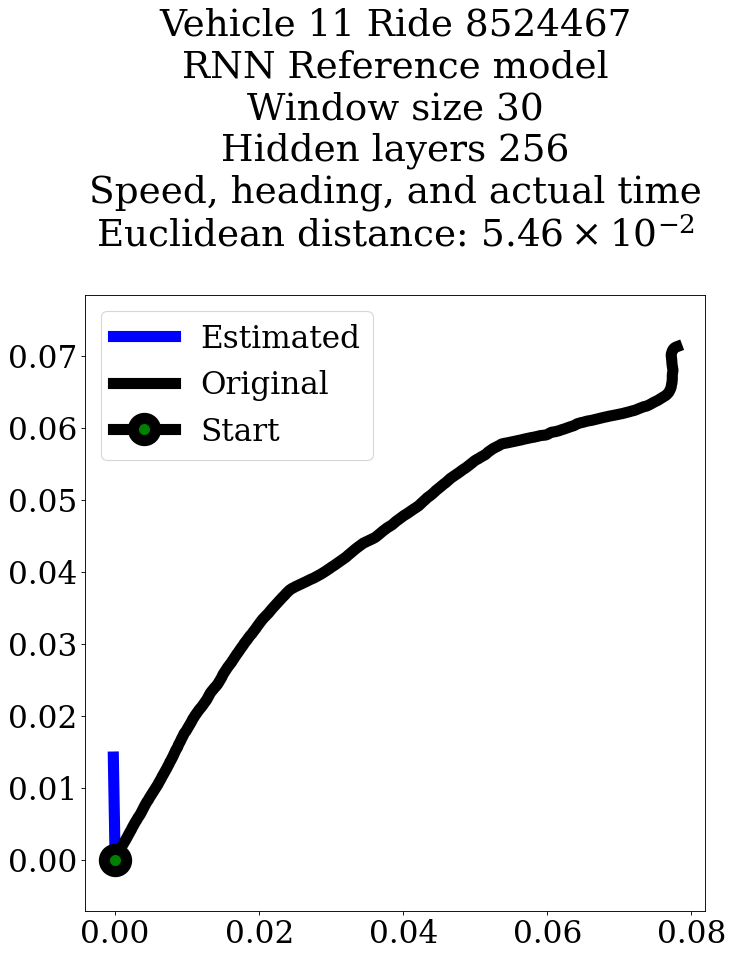 Vehicle 11 Ride 8524467
RNN Reference model
Window size 30
Hidden layers 256
Speed, heading, and actual time
Euclidean distance: 5.46 × 10⁻²
Estimated
Original
Start
0.07
0.06
0.05
0.04
0.03
0.02
0.01
0.00
0.00 0.02 0.04 0.06 0.08